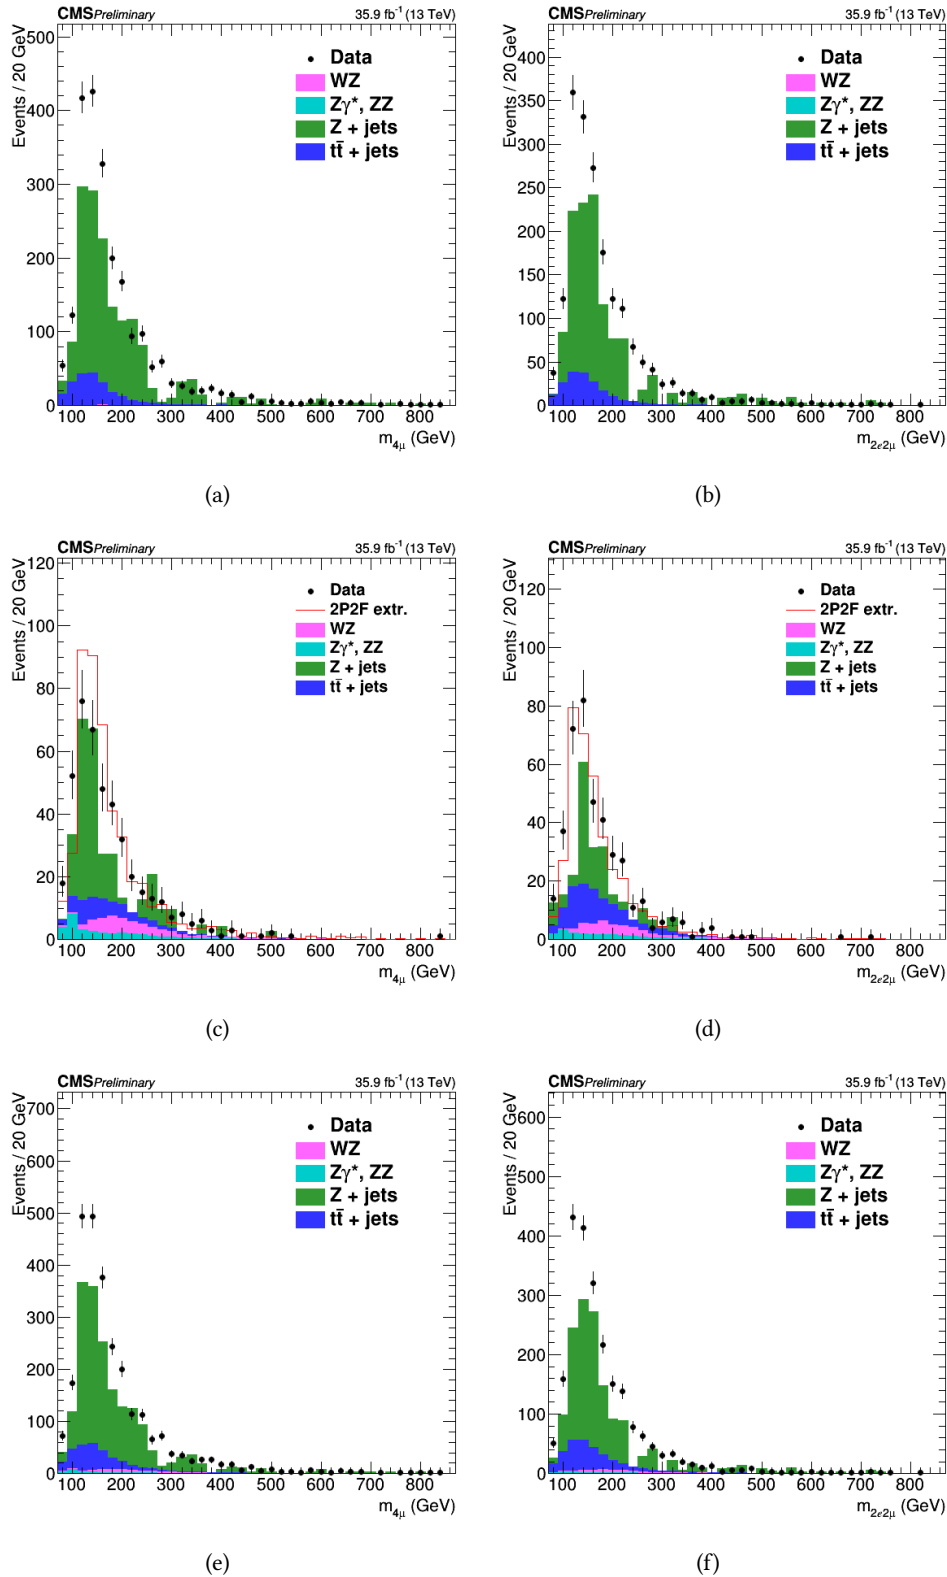 CMS Preliminary 35.9 fb⁻¹ (13 TeV)
Events / 20 GeV
500
400
300
200
100
0
Data
WZ
Zγ*, ZZ
Z + jets
tt̄ + jets
100 200 300 400 500 600 700 800
m4μ (GeV)
(a)
CMS Preliminary 35.9 fb⁻¹ (13 TeV)
Events / 20 GeV
400
350
300
250
200
150
100
50
0
Data
WZ
Zγ*, ZZ
Z + jets
tt̄ + jets
100 200 300 400 500 600 700 800
m2e2μ (GeV)
(b)
CMS Preliminary 35.9 fb⁻¹ (13 TeV)
Events / 20 GeV
120
100
80
60
40
20
0
Data
2P2F extr.
WZ
Zγ*, ZZ
Z + jets
tt̄ + jets
100 200 300 400 500 600 700 800
m4μ (GeV)
(c)
CMS Preliminary 35.9 fb⁻¹ (13 TeV)
Events / 20 GeV
120
100
80
60
40
20
0
Data
2P2F extr.
WZ
Zγ*, ZZ
Z + jets
tt̄ + jets
100 200 300 400 500 600 700 800
m2e2μ (GeV)
(d)
CMS Preliminary 35.9 fb⁻¹ (13 TeV)
Events / 20 GeV
700
600
500
400
300
200
100
0
Data
WZ
Zγ*, ZZ
Z + jets
tt̄ + jets
100 200 300 400 500 600 700 800
m4μ (GeV)
(e)
CMS Preliminary 35.9 fb⁻¹ (13 TeV)
Events / 20 GeV
600
500
400
300
200
100
0
Data
WZ
Zγ*, ZZ
Z + jets
tt̄ + jets
100 200 300 400 500 600 700 800
m2e2μ (GeV)
(f)